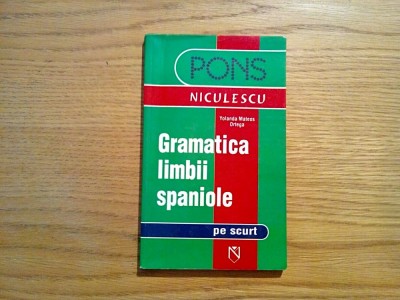 PONS
NICULESCU
Yolanda Mateos
Ortega
Gramatica
limbii
spaniole
pe scurt
N